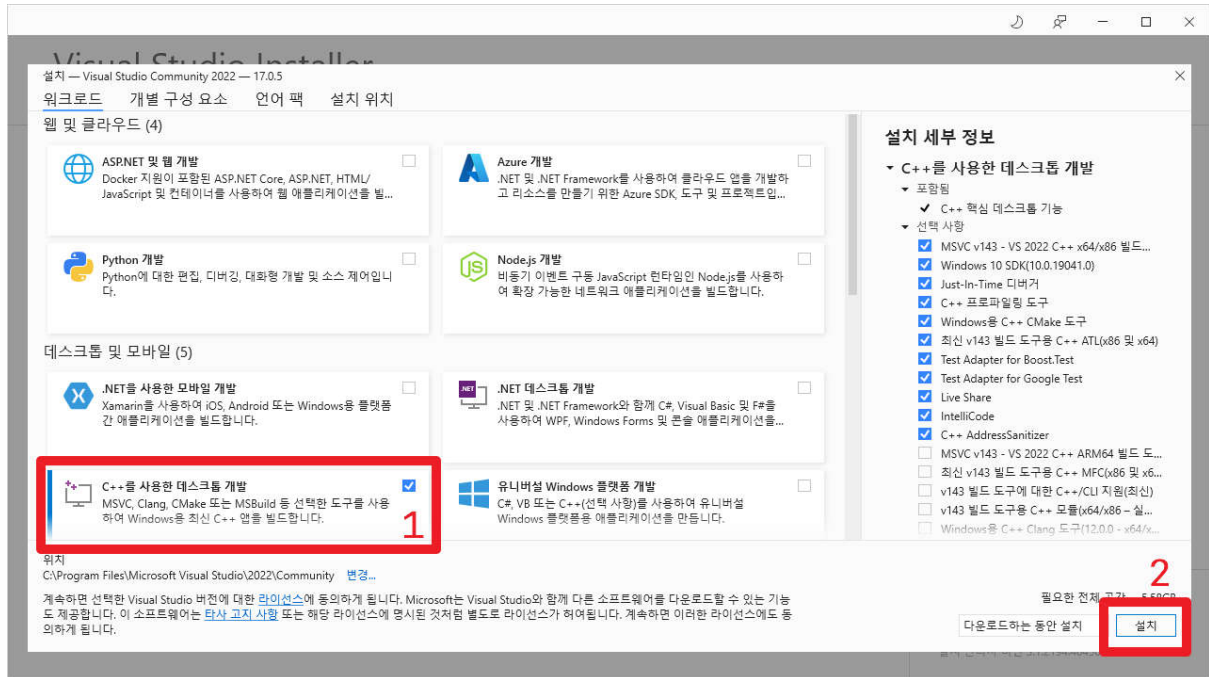 Visual Studio Installer
설치 — Visual Studio Community 2022 — 17.0.5
워크로드 개별 구성 요소 언어 팩 설치 위치
웹 및 클라우드 (4)
ASP.NET 및 웹 개발
Docker 지원이 포함된 ASP.NET Core, ASP.NET, HTML/
JavaScript 및 컨테이너를 사용하여 웹 애플리케이션을 빌...
Azure 개발
.NET 및 .NET Framework를 사용하여 클라우드 앱을 개발하
고 리소스를 만들기 위한 Azure SDK, 도구 및 프로젝트입...
Python 개발
Python에 대한 편집, 디버깅, 대화형 개발 및 소스 제어입니
다.
Node.js 개발
비동기 이벤트 구동 JavaScript 런타임인 Node.js를 사용하
여 확장 가능한 네트워크 애플리케이션을 빌드합니다.
데스크톱 및 모바일 (5)
.NET을 사용한 모바일 개발
Xamarin을 사용하여 iOS, Android 또는 Windows용 플랫폼
간 애플리케이션을 빌드합니다.
.NET 데스크톱 개발
.NET 및 .NET Framework와 함께 C#, Visual Basic 및 F#을
사용하여 WPF, Windows Forms 및 콘솔 애플리케이션을...
C++를 사용한 데스크톱 개발
MSVC, Clang, CMake 또는 MSBuild 등 선택한 도구를 사용
하여 Windows용 최신 C++ 앱을 빌드합니다.
1
유니버설 Windows 플랫폼 개발
C#, VB 또는 C++(선택 사항)를 사용하여 유니버설
Windows 플랫폼용 애플리케이션을 만듭니다.
설치 세부 정보
C++를 사용한 데스크톱 개발
포함됨
C++ 핵심 데스크톱 기능
선택 사항
MSVC v143 - VS 2022 C++ x64/x86 빌드...
Windows 10 SDK(10.0.19041.0)
Just-In-Time 디버거
C++ 프로파일링 도구
Windows용 C++ CMake 도구
최신 v143 빌드 도구용 C++ ATL(x86 및 x64)
Test Adapter for Boost.Test
Test Adapter for Google Test
Live Share
IntelliCode
C++ AddressSanitizer
MSVC v143 - VS 2022 C++ ARM64 빌드 도...
최신 v143 빌드 도구용 C++ MFC(x86 및 x6...
v143 빌드 도구에 대한 C++/CLI 지원(최신)
v143 빌드 도구용 C++ 모듈(x64/x86 – 실...
Windows용 C++ Clang 도구(12.0.0 - x64/x...
위치
C:\Program Files\Microsoft Visual Studio\2022\Community 변경...
계속하면 선택한 Visual Studio 버전에 대한 라이선스에 동의하게 됩니다. Microsoft는 Visual Studio와 함께 다른 소프트웨어를 다운로드할 수 있는 기능
도 제공합니다. 이 소프트웨어는 타사 고지 사항 또는 해당 라이선스에 명시된 것처럼 별도로 라이선스가 허여됩니다. 계속하면 이러한 라이선스에도 동
의하게 됩니다.
2
필요한 전체 공간 5.58GB
다운로드하는 동안 설치
설치